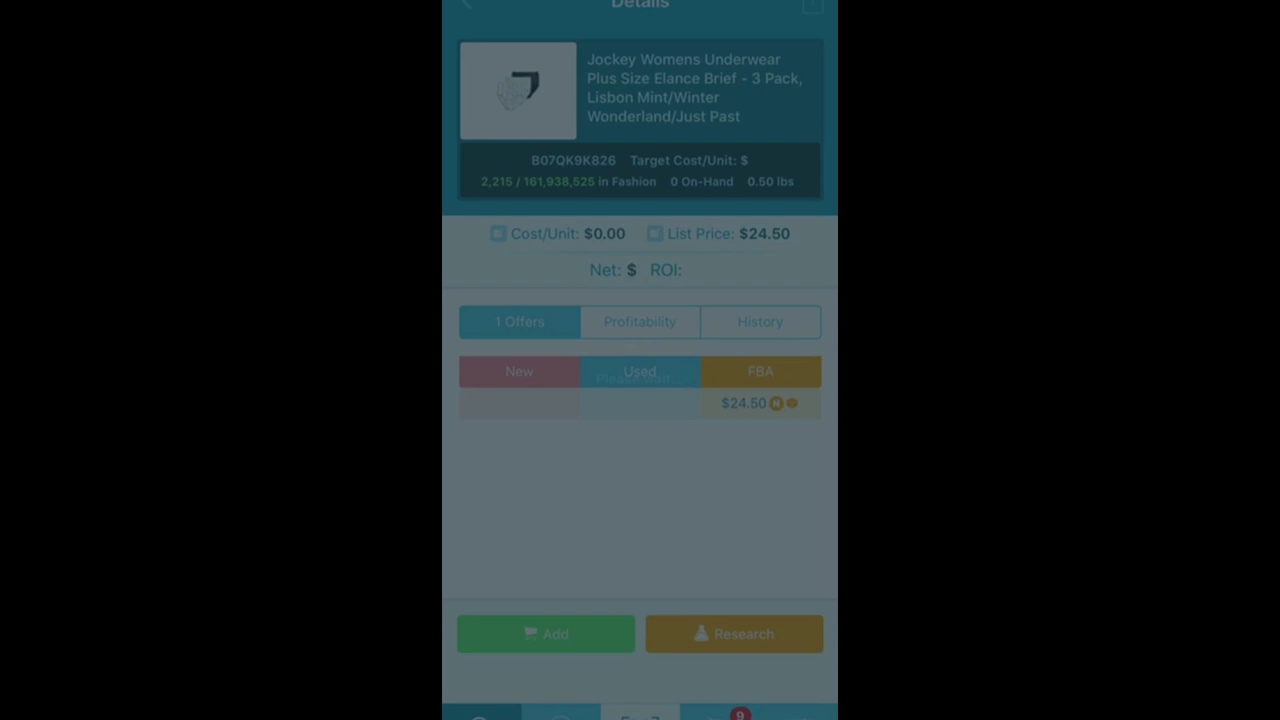 Details
Jockey Womens Underwear
Plus Size Elance Brief - 3 Pack,
Lisbon Mint/Winter
Wonderland/Just Past
B07QK9K826 Target Cost/Unit: $
2,215 / 161,938,525 in Fashion 0 On-Hand 0.50 lbs
Cost/Unit: $0.00 List Price: $24.50
Net: $ ROI:
1 Offers Profitability History
New Used FBA
Please wait...
$24.50 N
Add Research
9